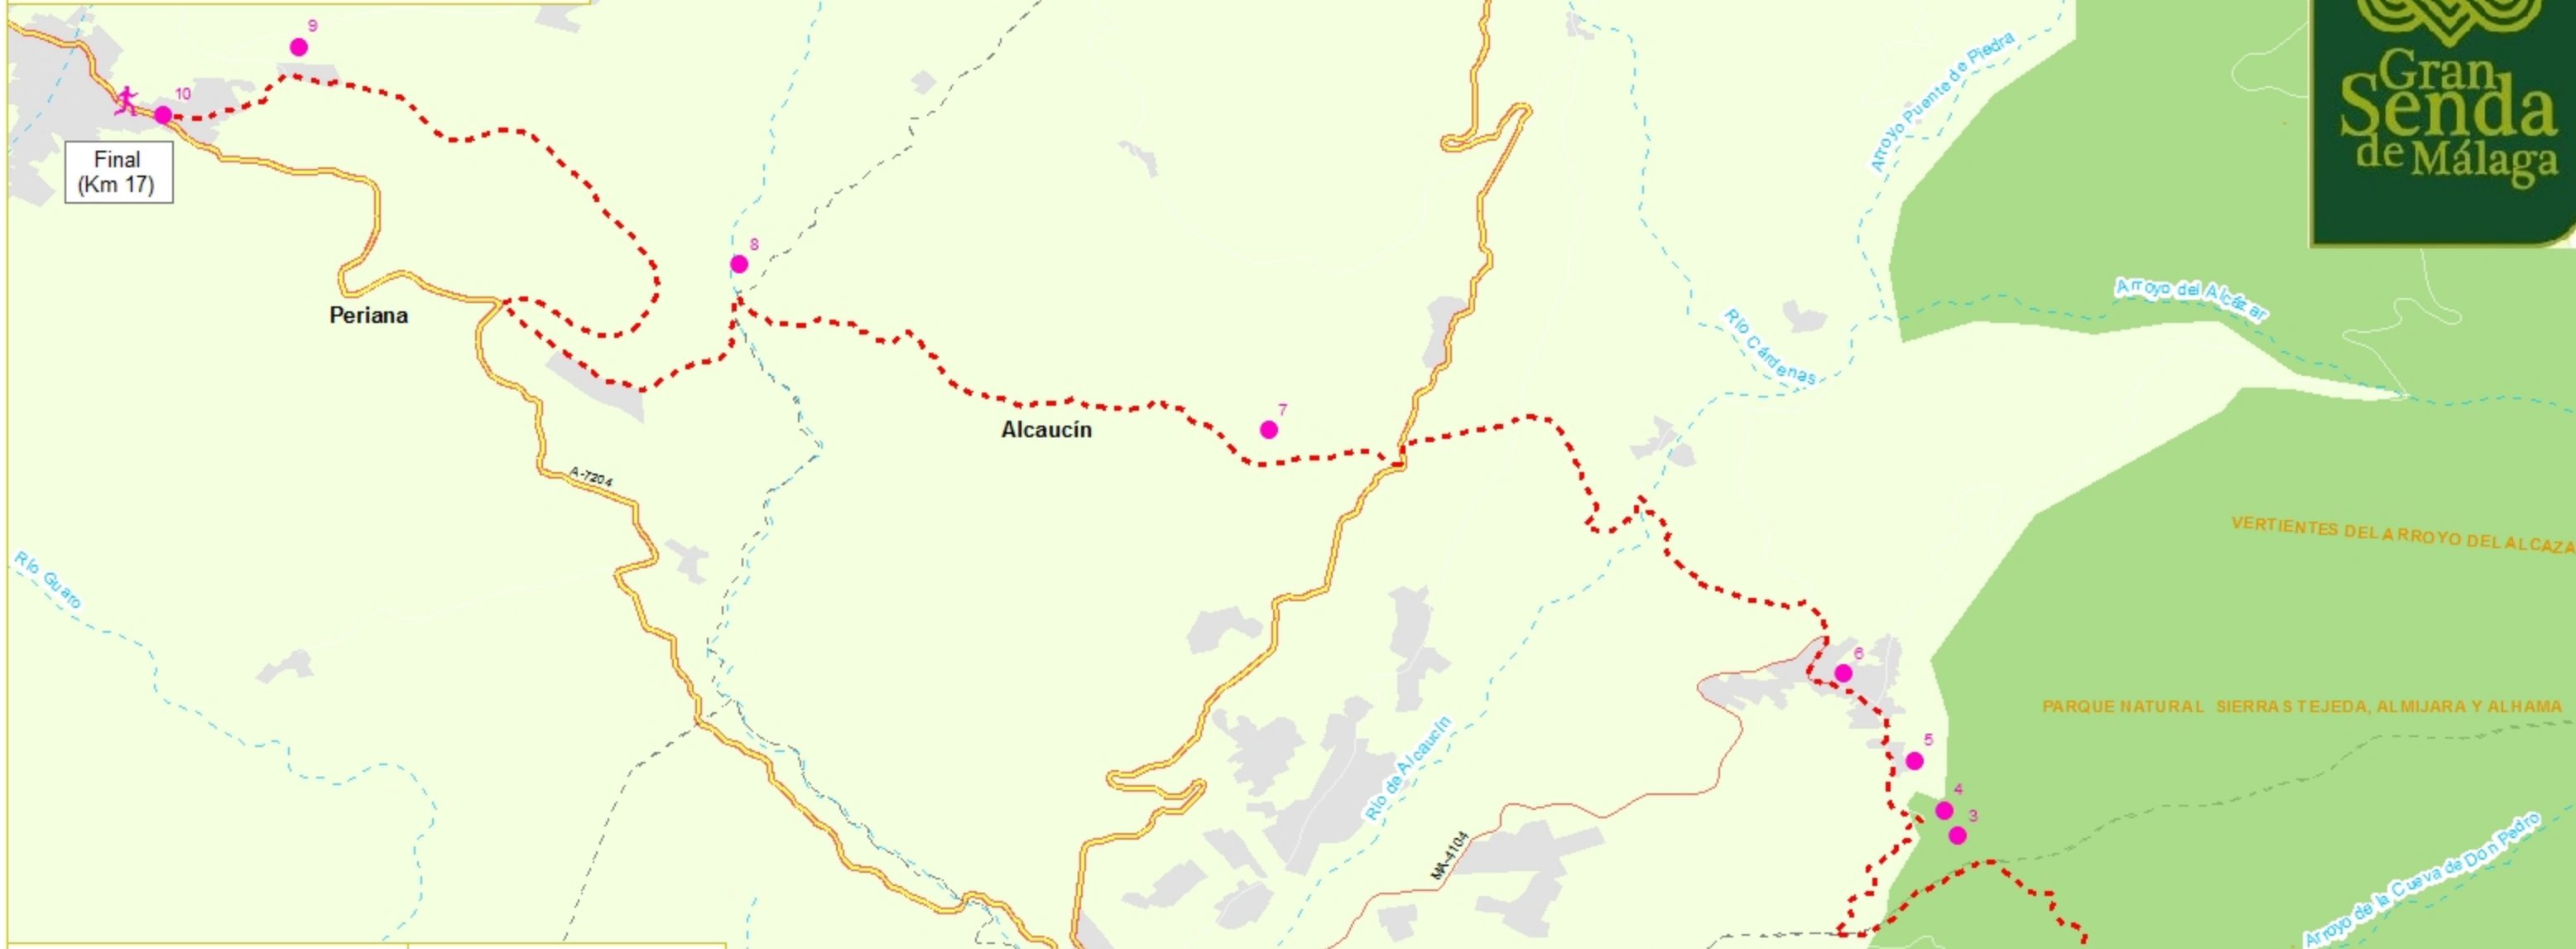 9
10
Final
(Km 17)
8
Periana
Alcaucín
7
A-7204
Río Guaro
Arroyo Puente de Piedra
Gran
Senda
de Málaga
Arroyo del Alcázar
Río Cárdenas
VERTIENTES DEL ARROYO DEL ALCAZA
6
PARQUE NATURAL SIERRAS TEJEDA, ALMIJARA Y ALHAMA
5
4
3
Río de Alcaucín
MA-4104
Arroyo de la Cueva de Don Pedro